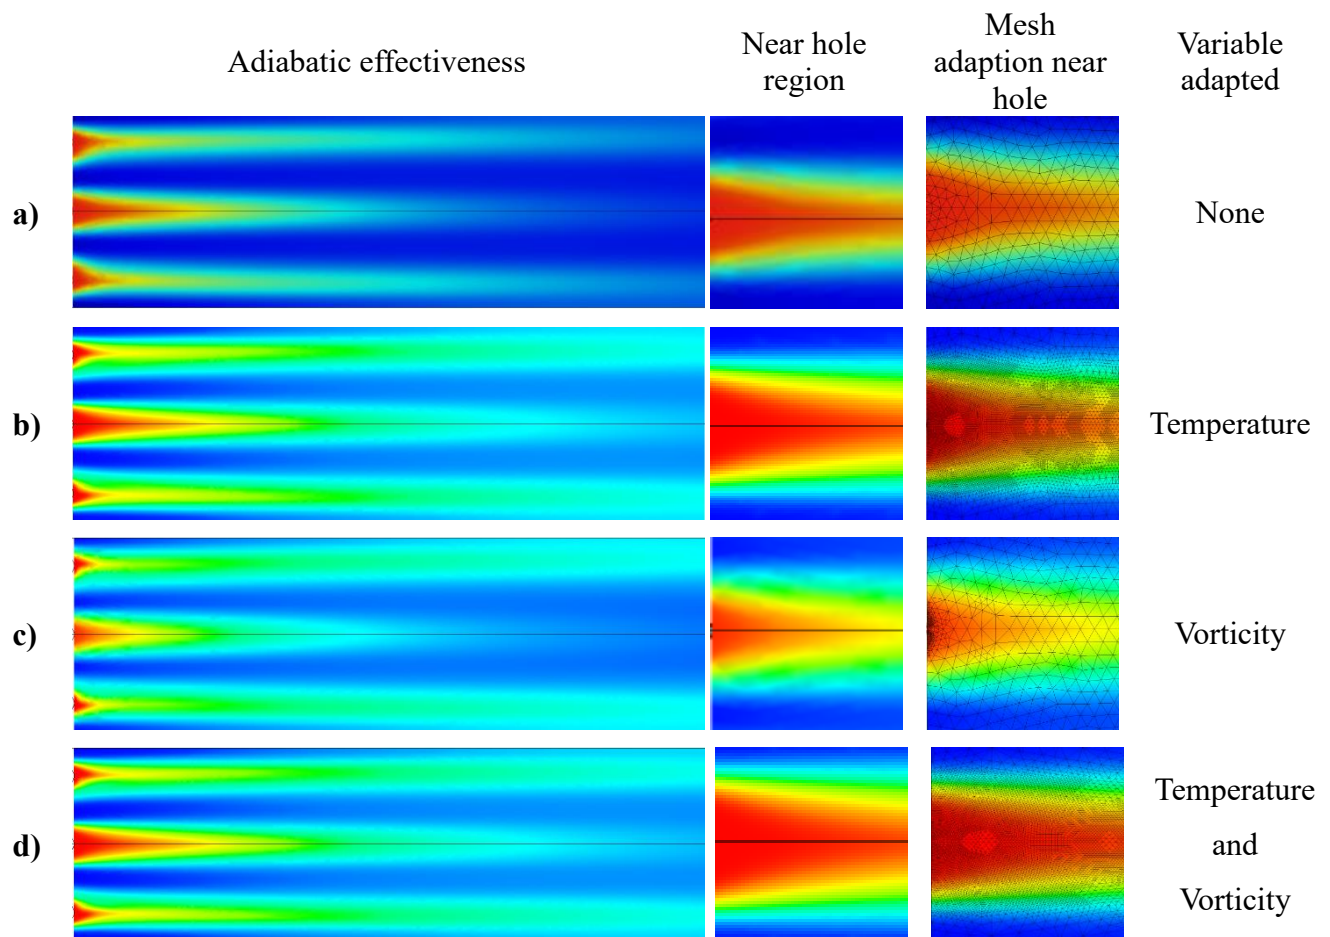 Adiabatic effectiveness
Near hole
region
Mesh
adaption near
hole
Variable
adapted
a)
None
b)
Temperature
c)
Vorticity
d)
Temperature
and
Vorticity